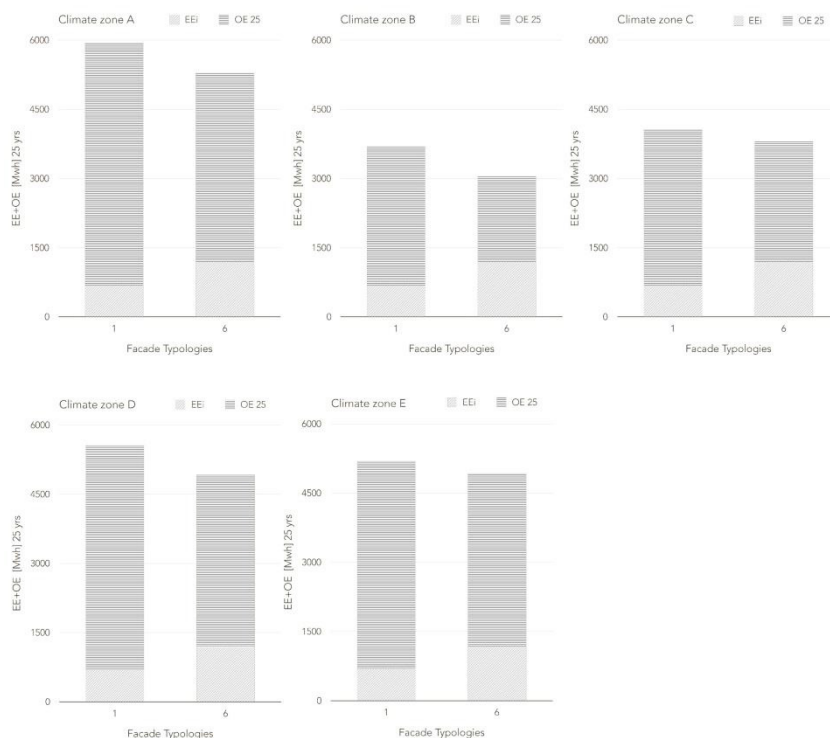 Climate zone A EEi OE 25
6000
4500
3000
1500
0
EE+OE [Mwh] 25 yrs
1 6
Facade Typologies
Climate zone B EEi OE 25
6000
4500
3000
1500
0
EE+OE [Mwh] 25 yrs
1 6
Facade Typologies
Climate zone C EEi OE 25
6000
4500
3000
1500
0
EE+OE [Mwh] 25 yrs
1 6
Facade Typologies
Climate zone D EEi OE 25
6000
4500
3000
1500
0
EE+OE [Mwh] 25 yrs
1 6
Facade Typologies
Climate zone E EEi OE 25
6000
4500
3000
1500
0
EE+OE [Mwh] 25 yrs
1 6
Facade Typologies